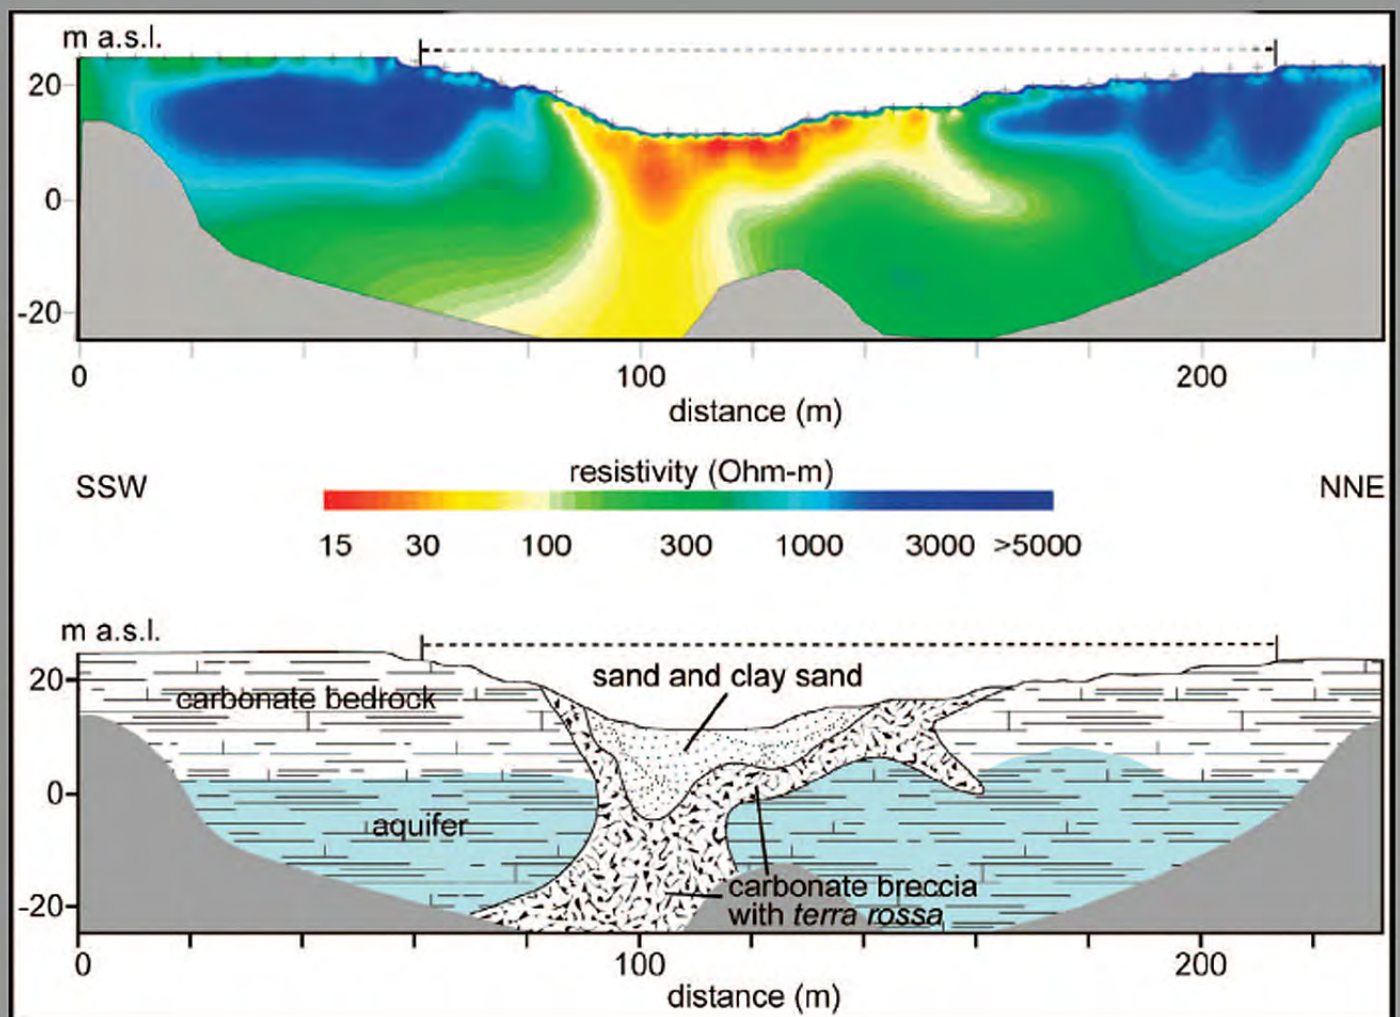 m a.s.l.
20
0
-20
0 100 200
distance (m)
resistivity (Ohm-m)
SSW NNE
15 30 100 300 1000 3000 >5000
m a.s.l.
sand and clay sand
20
carbonate bedrock
0
aquifer
carbonate breccia
-20
with terra rossa
0 100 200
distance (m)